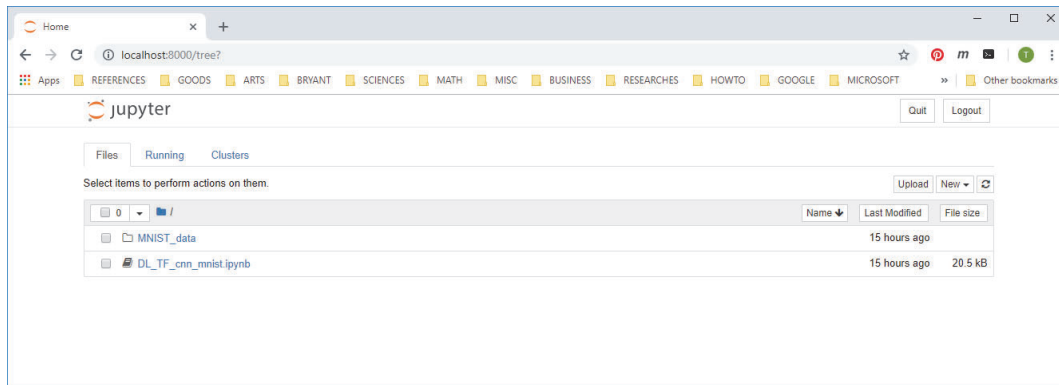 Home
localhost:8000/tree?
m
T
Apps REFERENCES GOODS ARTS BRYANT SCIENCES MATH MISC BUSINESS RESEARCHES HOWTO GOOGLE MICROSOFT » Other bookmarks
jupyter Quit Logout
Files Running Clusters
Select items to perform actions on them. Upload New
0 / Name Last Modified File size
MNIST_data 15 hours ago
DL_TF_cnn_mnist.ipynb 15 hours ago 20.5 kB